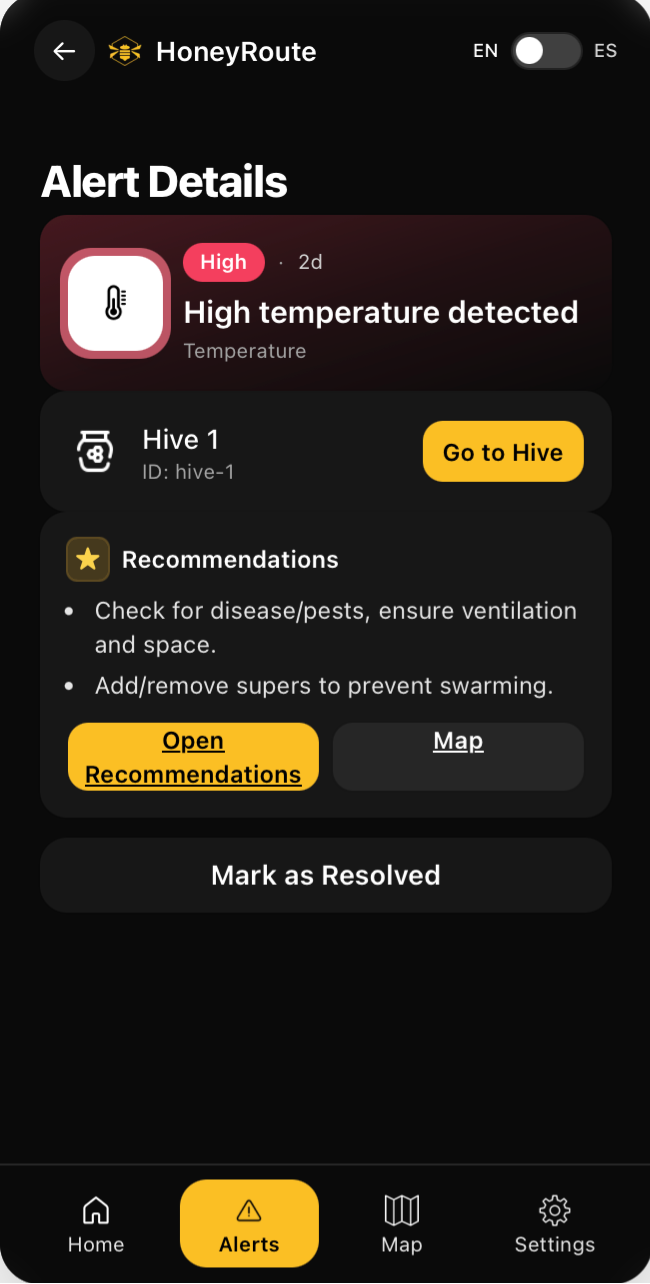 HoneyRoute
EN
ES
Alert Details
High · 2d
High temperature detected
Temperature
Hive 1
ID: hive-1
Go to Hive
Recommendations
• Check for disease/pests, ensure ventilation
and space.
• Add/remove supers to prevent swarming.
Open
Recommendations
Map
Mark as Resolved
Home
Alerts
Map
Settings